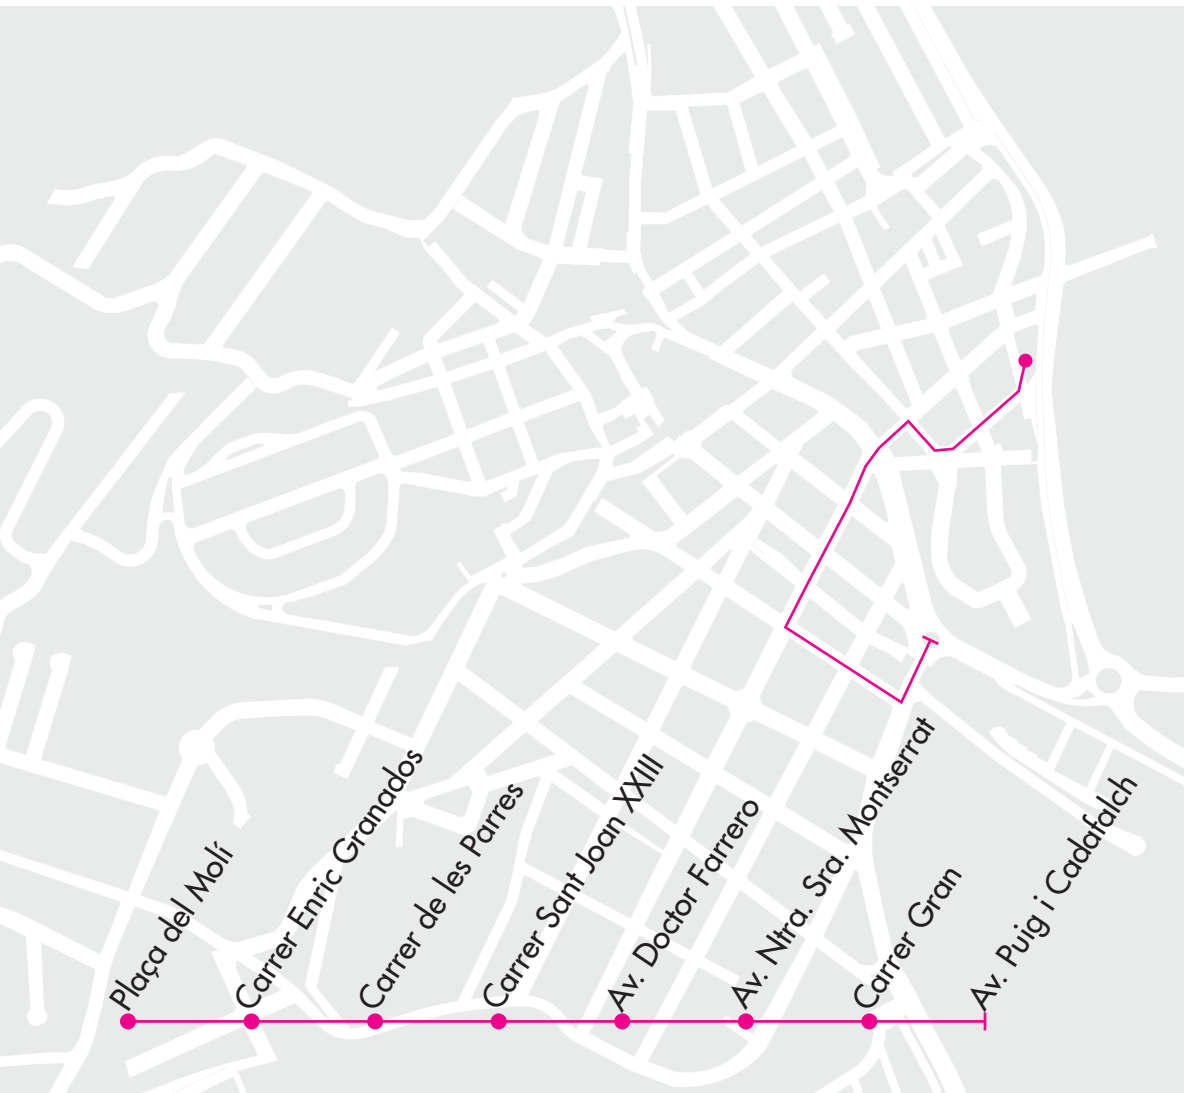 Plaça del Molí
Carrer Enric Granados
Carrer de les Parres
Carrer Sant Joan XXIII
Av. Doctor Farrero
Av. Ntra. Sra. Montserrat
Carrer Gran
Av. Puig i Cadafalch